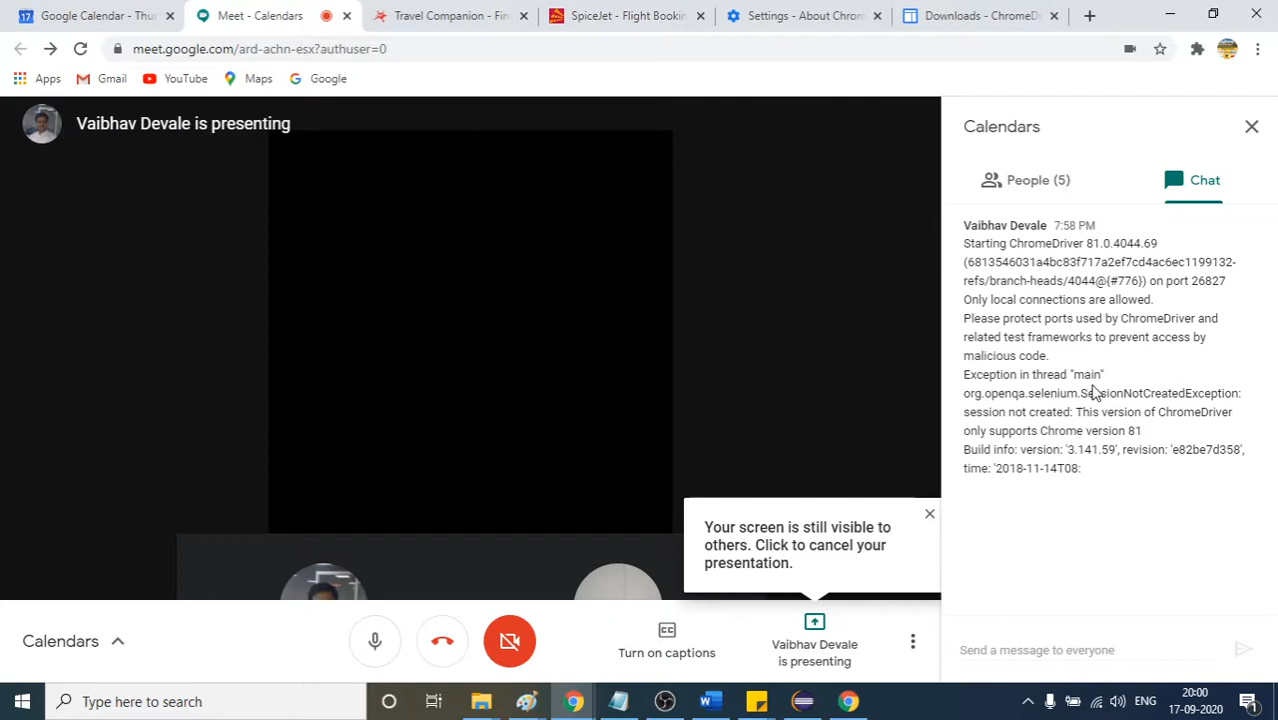 17 Google Calendar - Thu
Meet - Calendars
Travel Companion - Fin
SpiceJet - Flight Bookin
Settings - About Chrom
Downloads - ChromeD
meet.google.com/ard-achn-esx?authuser=0
Apps
Gmail
YouTube
Maps
Google
Vaibhav Devale is presenting
Calendars
People (5)
Chat
Vaibhav Devale 7:58 PM
Starting ChromeDriver 81.0.4044.69
(6813546031a4bc83f717a2ef7cd4ac6ec1199132-
refs/branch-heads/4044@{#776}) on port 26827
Only local connections are allowed.
Please protect ports used by ChromeDriver and
related test frameworks to prevent access by
malicious code.
Exception in thread "main"
org.openqa.selenium.SessionNotCreatedException:
session not created: This version of ChromeDriver
only supports Chrome version 81
Build info: version: '3.141.59', revision: 'e82be7d358',
time: '2018-11-14T08:
Your screen is still visible to
others. Click to cancel your
presentation.
Calendars
CC
Turn on captions
Vaibhav Devale
is presenting
Send a message to everyone
Type here to search
ENG
20:00
17-09-2020
1